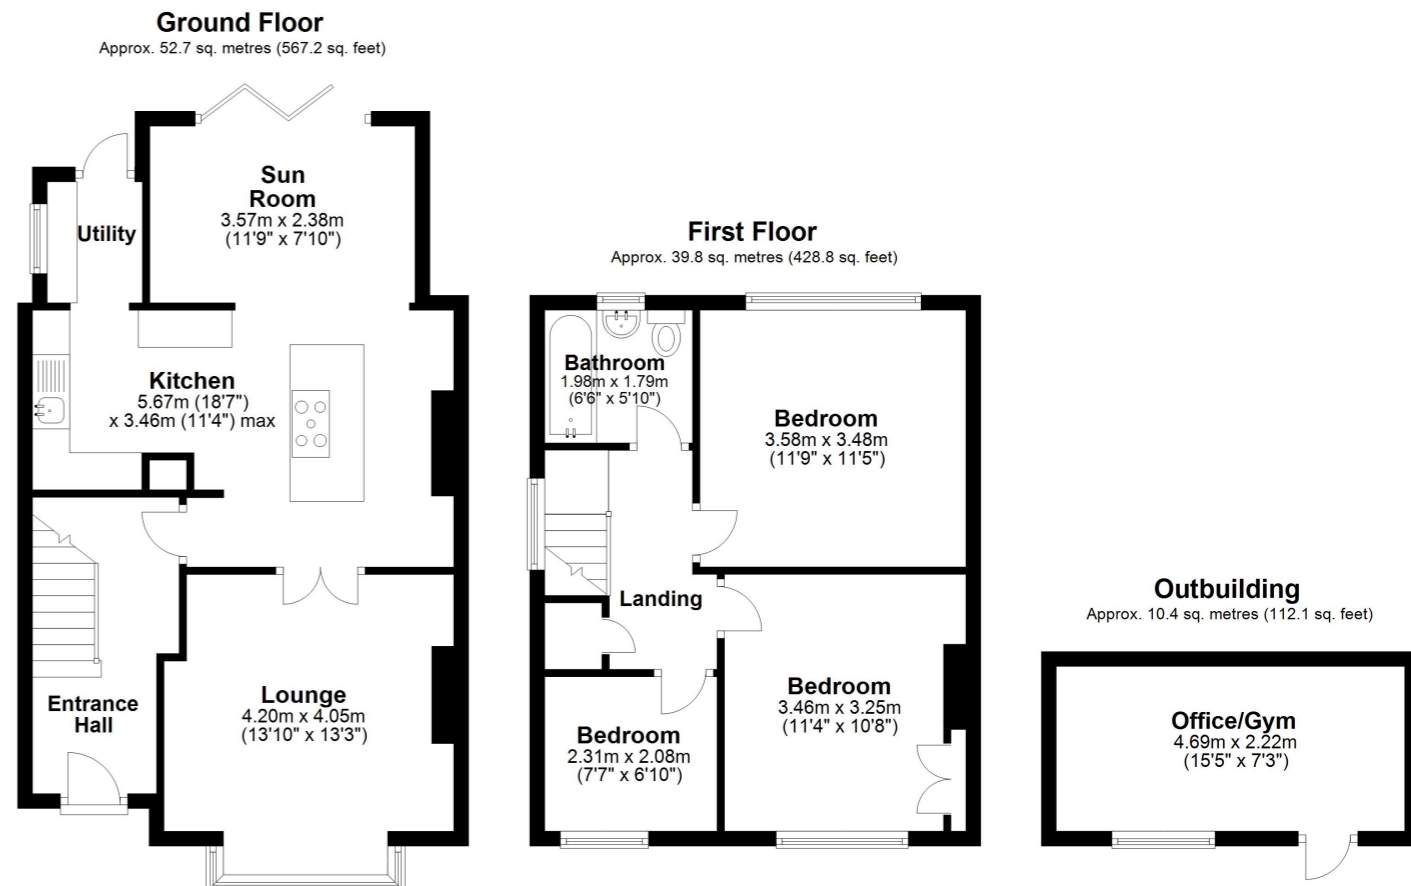 Ground Floor
Approx. 52.7 sq. metres (567.2 sq. feet)
Sun
Room
3.57m x 2.38m
(11'9" x 7'10")
Utility
Kitchen
5.67m (18'7")
x 3.46m (11'4") max
Lounge
4.20m x 4.05m
(13'10" x 13'3")
Entrance
Hall
First Floor
Approx. 39.8 sq. metres (428.8 sq. feet)
Bathroom
1.98m x 1.79m
(6'6" x 5'10")
Bedroom
3.58m x 3.48m
(11'9" x 11'5")
Landing
Bedroom
3.46m x 3.25m
(11'4" x 10'8")
Bedroom
2.31m x 2.08m
(7'7" x 6'10")
Outbuilding
Approx. 10.4 sq. metres (112.1 sq. feet)
Office/Gym
4.69m x 2.22m
(15'5" x 7'3")